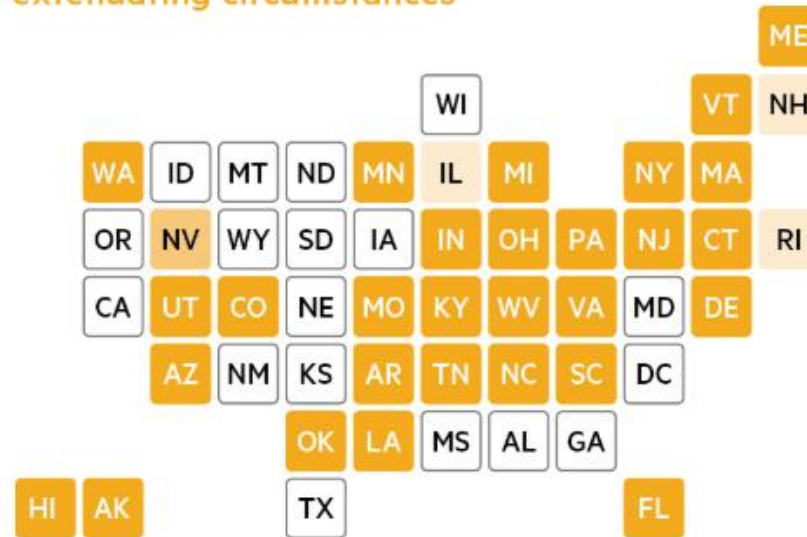 extenuating circumstances
ME
WI VT NH
WA ID MT ND MN IL MI NY MA
OR NV WY SD IA IN OH PA NJ CT RI
CA UT CO NE MO KY WV VA MD DE
AZ NM KS AR TN NC SC DC
OK LA MS AL GA
HI AK TX FL